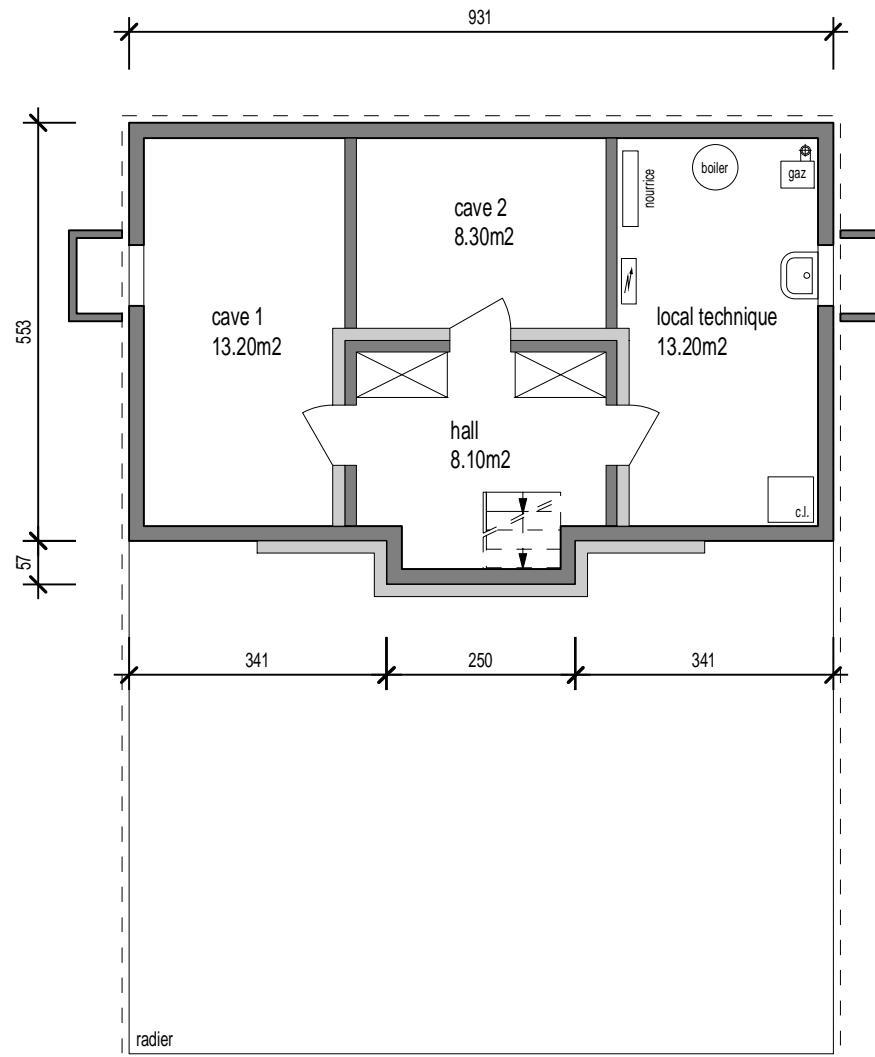 931
boiler
gaz
nourrice
cave 2
8.30m2
553
cave 1
13.20m2
local technique
13.20m2
hall
8.10m2
c.l.
57
341
250
341
radier